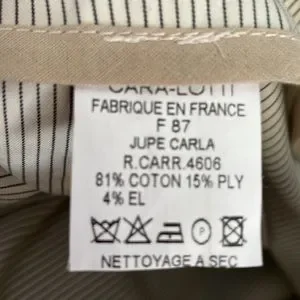 CARA-LOTTI
FABRIQUE EN FRANCE
F 87
JUPE CARLA
R.CARR.4606
81% COTON 15% PLY
4% EL
P
NETTOYAGE A SEC